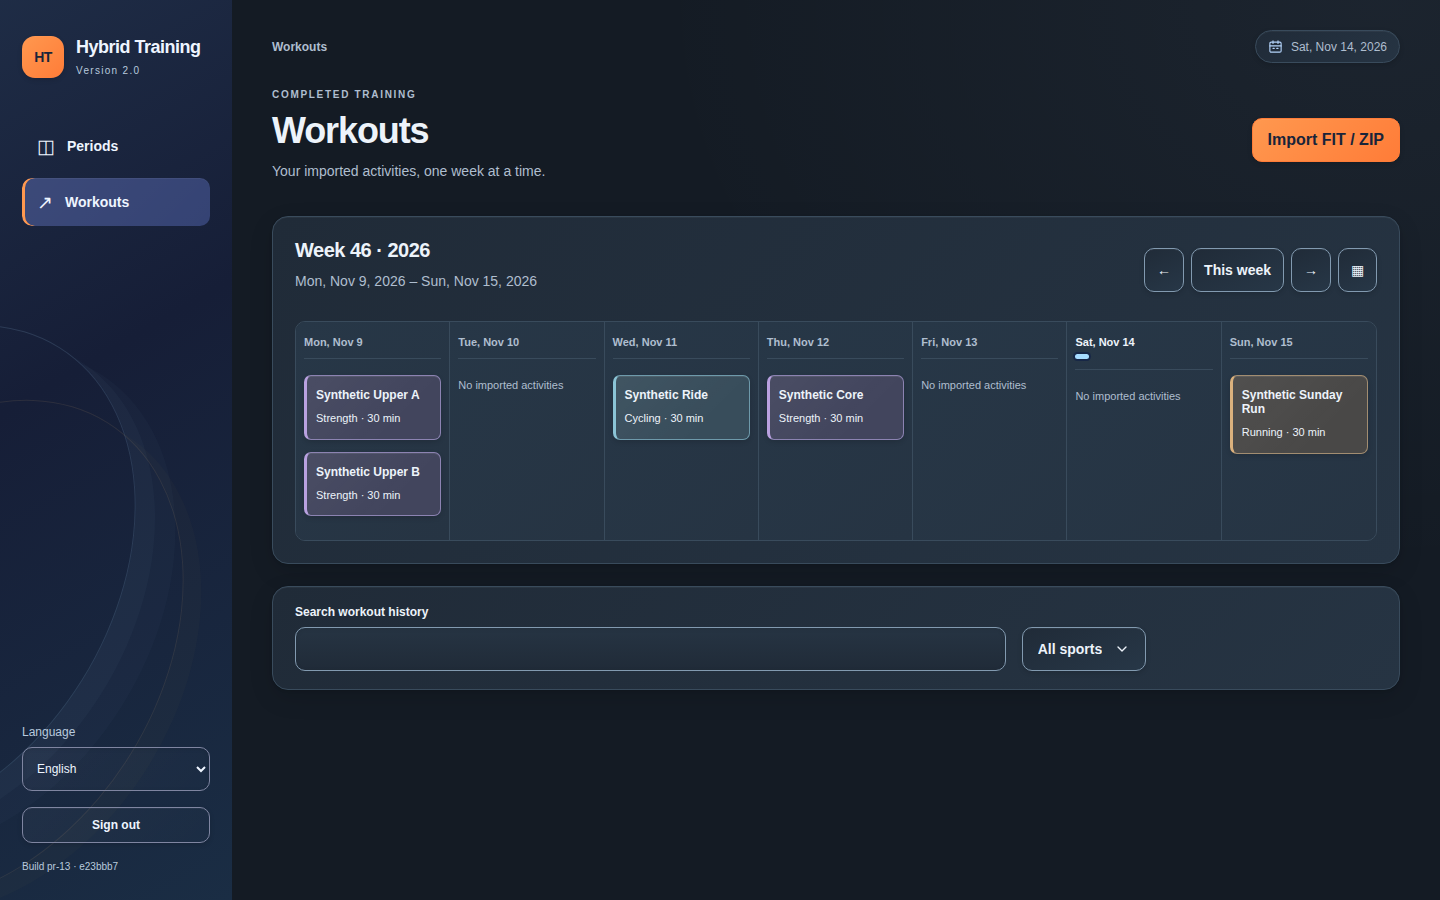 HT
Hybrid Training
Version 2.0
Periods
Workouts
Language
English
Sign out
Build pr-13 · e23bbb7
Workouts
Sat, Nov 14, 2026
COMPLETED TRAINING
Workouts
Your imported activities, one week at a time.
Import FIT / ZIP
Week 46 · 2026
Mon, Nov 9, 2026 – Sun, Nov 15, 2026
←
This week
→
Mon, Nov 9
Synthetic Upper A
Strength · 30 min
Synthetic Upper B
Strength · 30 min
Tue, Nov 10
No imported activities
Wed, Nov 11
Synthetic Ride
Cycling · 30 min
Thu, Nov 12
Synthetic Core
Strength · 30 min
Fri, Nov 13
No imported activities
Sat, Nov 14
No imported activities
Sun, Nov 15
Synthetic Sunday
Run
Running · 30 min
Search workout history
All sports